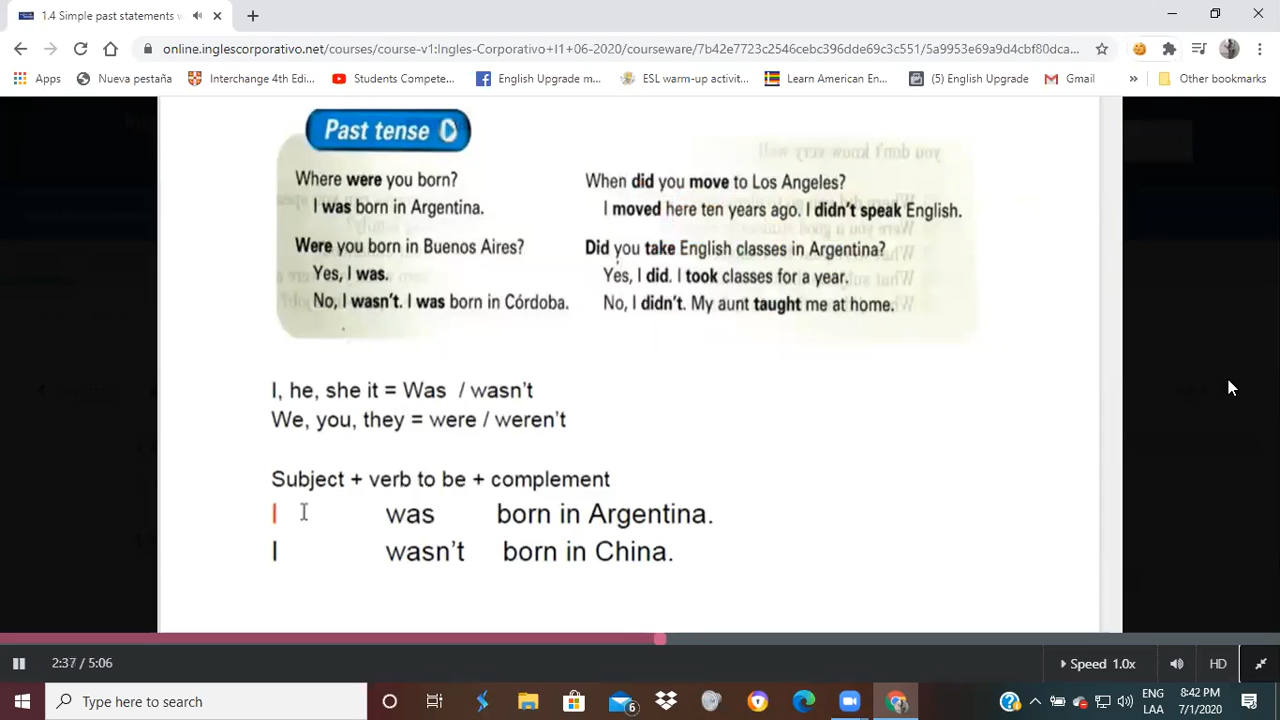 1.4 Simple past statements
online.inglescorporativo.net/courses/course-v1:Ingles-Corporativo+I1+06-2020/courseware/7b42e7723c2546cebc3960bde69c3c551/5a9953e69a9d4cbf80dca...
Apps Nueva pestaña Interchange 4th Edi... Students Compete... English Upgrade m... ESL warm-up activit... Learn American En... (5) English Upgrade Gmail » Other bookmarks
Past tense
Where were you born?
I was born in Argentina.
Were you born in Buenos Aires?
Yes, I was.
No, I wasn't. I was born in Córdoba.
When did you move to Los Angeles?
I moved here ten years ago. I didn't speak English.
Did you take English classes in Argentina?
Yes, I did. I took classes for a year.
No, I didn't. My aunt taught me at home.
I, he, she it = Was / wasn't
We, you, they = were / weren't
Subject + verb to be + complement
I was born in Argentina.
I wasn't born in China.
2:37 / 5:06 Speed 1.0x HD
Type here to search
6
ENG 8:42 PM
LAA 7/1/2020